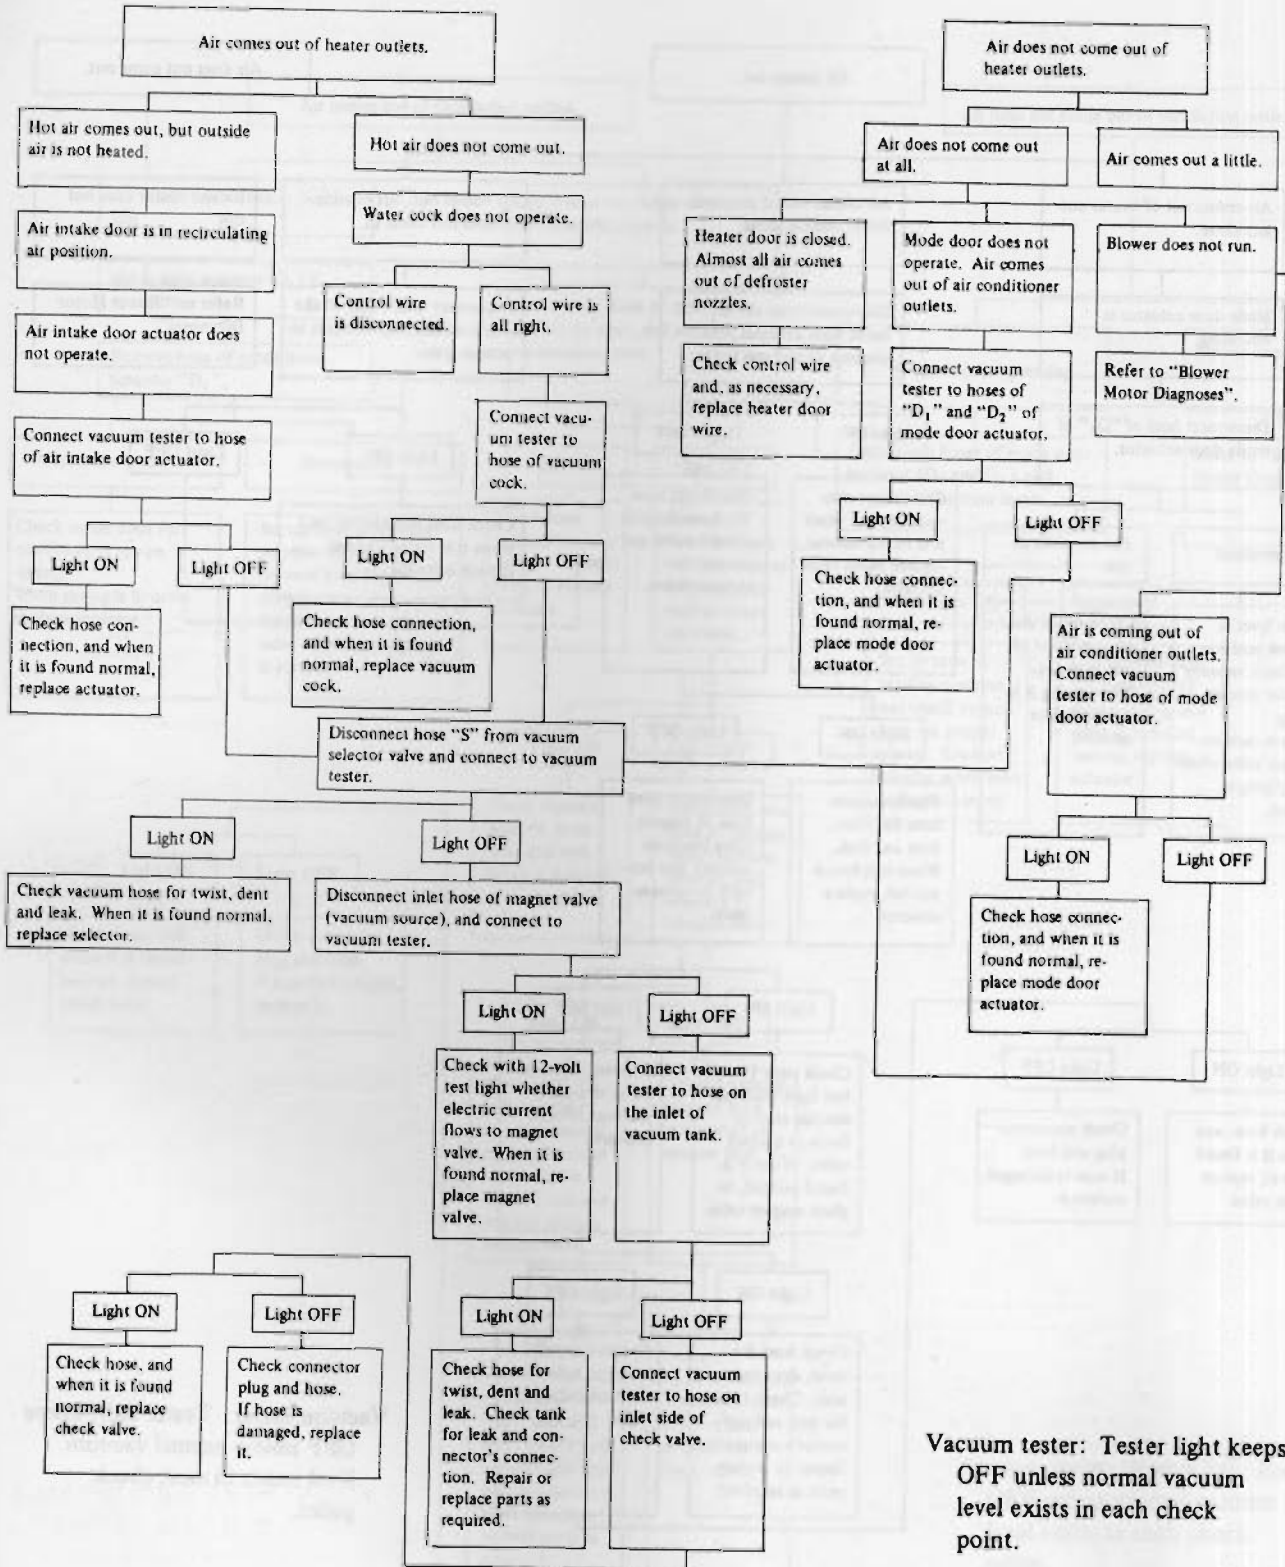 Air comes out of heater outlets.
Hot air comes out, but outside
air is not heated.
Hot air does not come out.
Air intake door is in recirculating
air position.
Water cock does not operate.
Control wire
is disconnected.
Control wire is
all right.
Air intake door actuator does
not operate.
Connect vacuum tester to hose
of air intake door actuator.
Connect vacu-
um tester to
hose of vacuum
cock.
Light ON
Light OFF
Light ON
Light OFF
Check hose con-
nection, and when
it is found normal,
replace actuator.
Check hose connection,
and when it is found
normal, replace vacuum
cock.
Air does not come out of
heater outlets.
Air does not come out
at all.
Air comes out a little.
Heater door is closed.
Almost all air comes
out of defroster
nozzles.
Mode door does not
operate. Air comes
out of air conditioner
outlets.
Blower does not run.
Check control wire
and, as necessary,
replace heater door
wire.
Connect vacuum
tester to hoses of
"D₁" and "D₂" of
mode door actuator.
Refer to "Blower
Motor Diagnoses".
Light ON
Light OFF
Check hose connec-
tion, and when it is
found normal, re-
place mode door
actuator.
Air is coming out of
air conditioner outlets.
Connect vacuum
tester to hose of mode
door actuator.
Light ON
Light OFF
Check hose connec-
tion, and when it is
found normal, re-
place mode door
actuator.
Disconnect hose "S" from vacuum
selector valve and connect to vacuum
tester.
Light ON
Light OFF
Check vacuum hose for twist, dent
and leak. When it is found normal,
replace selector.
Disconnect inlet hose of magnet valve
(vacuum source), and connect to
vacuum tester.
Light ON
Light OFF
Check with 12-volt
test light whether
electric current
flows to magnet
valve. When it is
found normal, re-
place magnet
valve.
Connect vacuum
tester to hose on
the inlet of
vacuum tank.
Light ON
Light OFF
Check hose for
twist, dent and
leak. Check tank
for leak and con-
nector's connec-
tion. Repair or
replace parts as
required.
Connect vacuum
tester to hose on
inlet side of
check valve.
Light ON
Light OFF
Check hose, and
when it is found
normal, replace
check valve.
Check connector
plug and hose.
If hose is
damaged, replace
it.
Vacuum tester: Tester light keeps
OFF unless normal vacuum
level exists in each check
point.